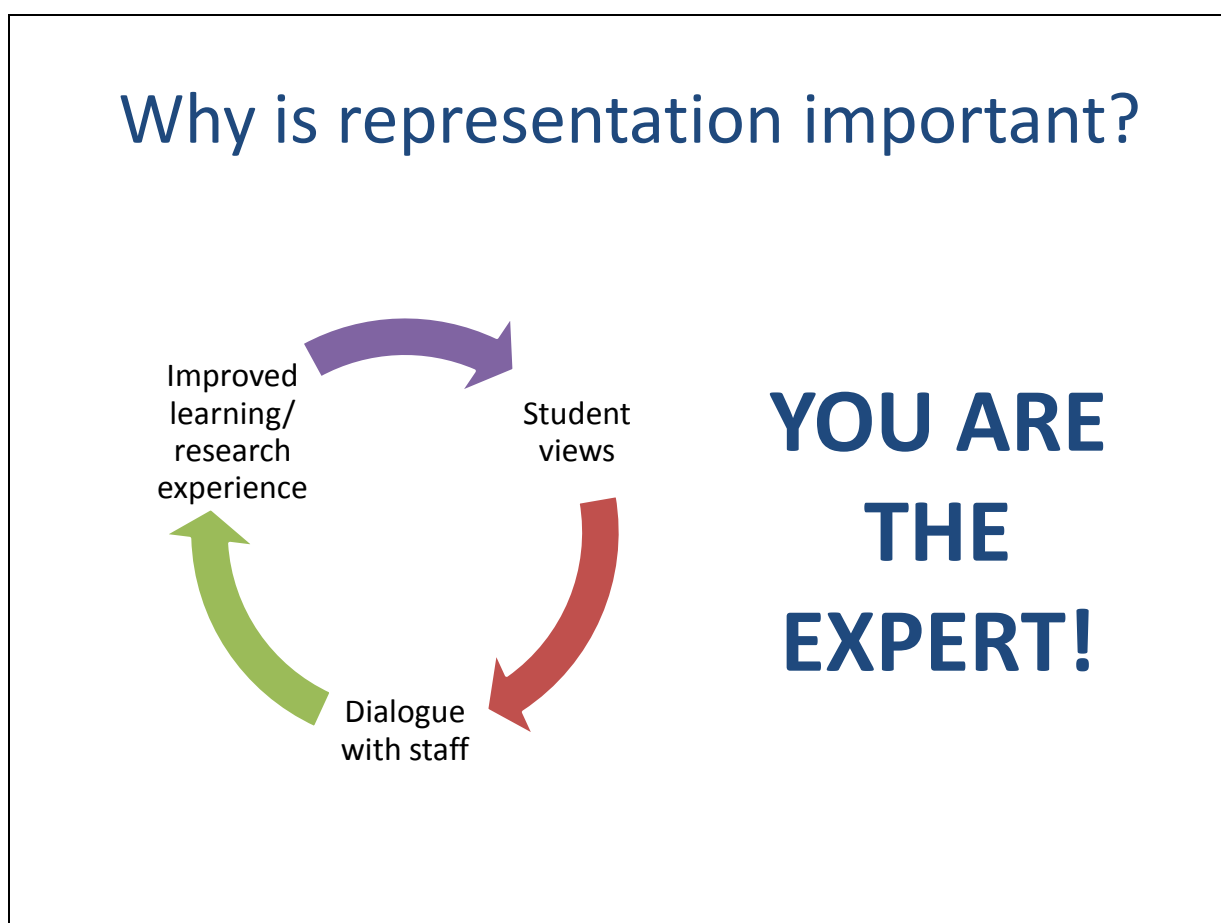 Why is representation important?
Improved
learning/
research
experience
Student
views
Dialogue
with staff
YOU ARE
THE
EXPERT!